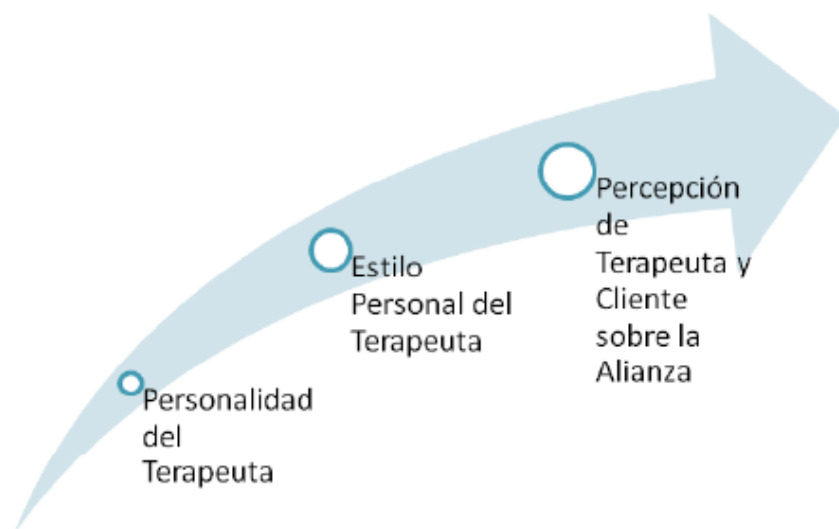 Percepción
de
Terapeuta y
Cliente
sobre la
Alianza
Estilo
Personal del
Terapeuta
Personalidad
del
Terapeuta